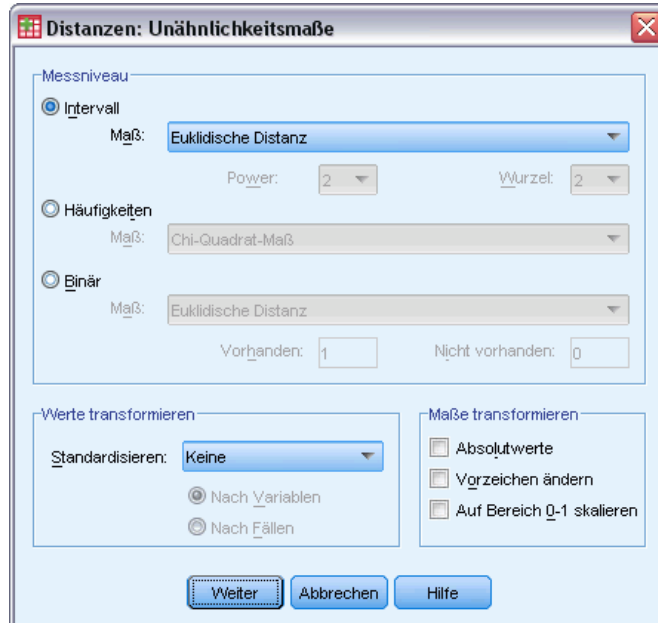 Distanzen: Unähnlichkeitsmaße
Messniveau
Intervall
Maß: Euklidische Distanz
Power: 2 Wurzel: 2
Häufigkeiten
Maß: Chi-Quadrat-Maß
Binär
Maß: Euklidische Distanz
Vorhanden: 1 Nicht vorhanden: 0
Werte transformieren
Standardisieren: Keine
Nach Variablen
Nach Fällen
Maße transformieren
Absolutwerte
Vorzeichen ändern
Auf Bereich 0-1 skalieren
Weiter Abbrechen Hilfe